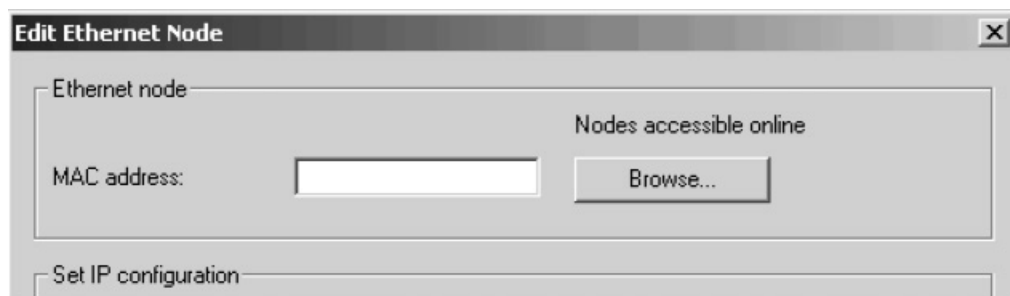 Edit Ethernet Node
Ethernet node
Nodes accessible online
MAC address:
Browse...
Set IP configuration